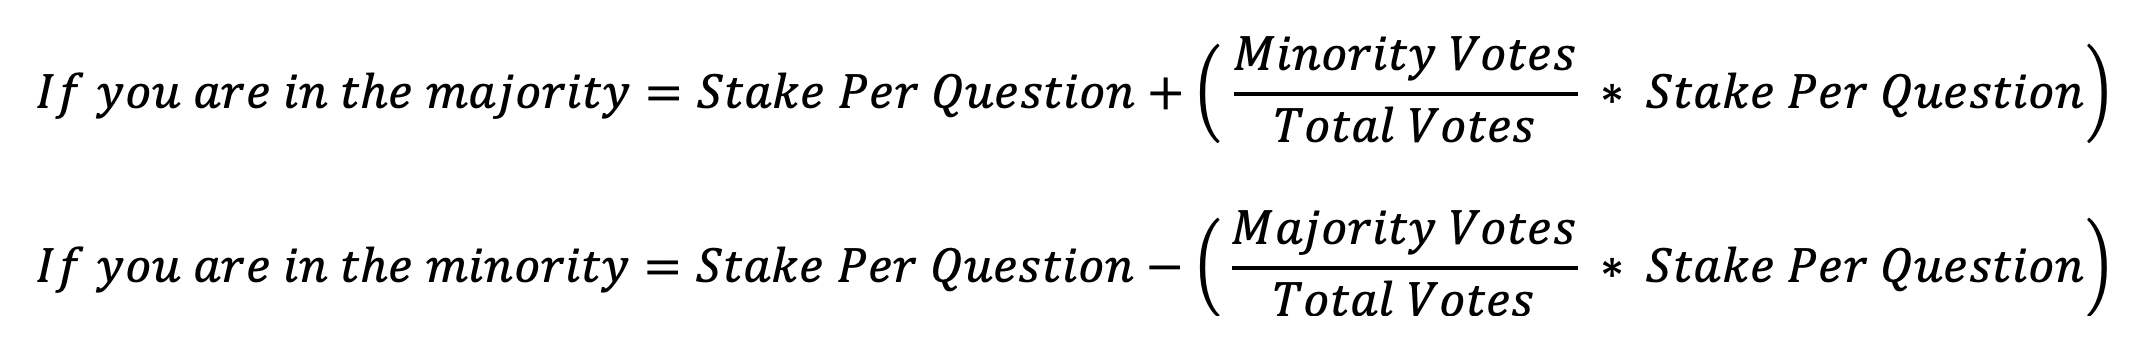 If you are in the majority = Stake Per Question + (Minority Votes / Total Votes * Stake Per Question)
If you are in the minority = Stake Per Question − (Majority Votes / Total Votes * Stake Per Question)